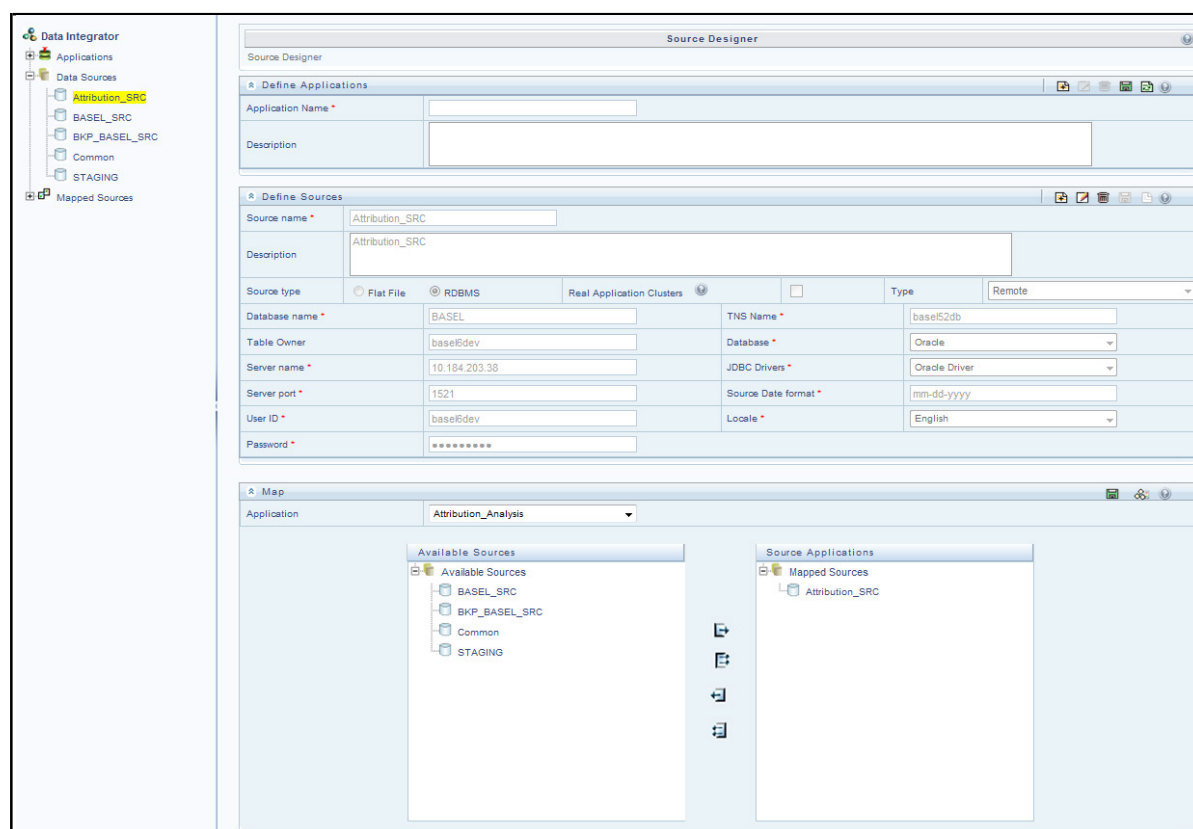 Data Integrator
Applications
Data Sources
Attribution_SRC
BASEL_SRC
BKP_BASEL_SRC
Common
STAGING
Mapped Sources
Source Designer
Source Designer
Define Applications
Application Name *
Description
Define Sources
Source name * Attribution_SRC
Description Attribution_SRC
Source type Flat File RDBMS Real Application Clusters Type Remote
Database name * BASEL TNS Name * basel52db
Table Owner basel6dev Database * Oracle
Server name * 10.184.203.38 JDBC Drivers * Oracle Driver
Server port * 1521 Source Date format * mm-dd-yyyy
User ID * basel6dev Locale * English
Password * •••••••••
Map
Application Attribution_Analysis
Available Sources
Available Sources
BASEL_SRC
BKP_BASEL_SRC
Common
STAGING
Source Applications
Mapped Sources
Attribution_SRC